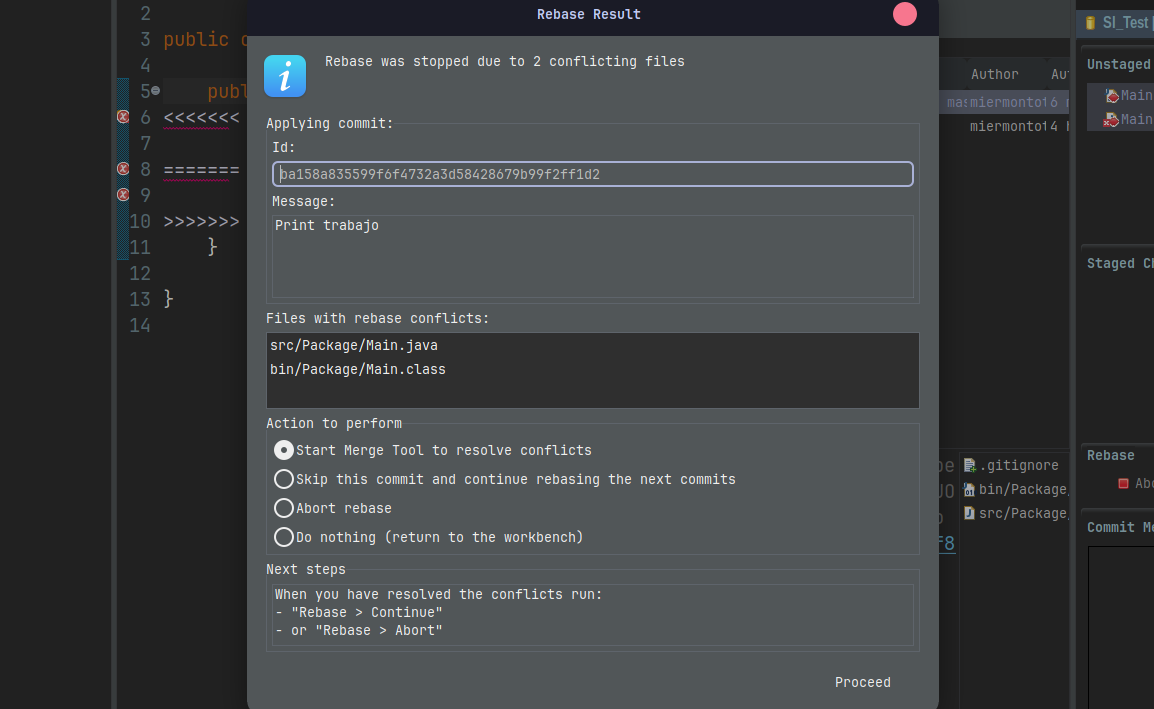 Rebase Result
Rebase was stopped due to 2 conflicting files
Applying commit:
Id:
ba158a835599f6f4732a3d58428679b99f2ff1d2
Message:
Print trabajo
Files with rebase conflicts:
src/Package/Main.java
bin/Package/Main.class
Action to perform
Start Merge Tool to resolve conflicts
Skip this commit and continue rebasing the next commits
Abort rebase
Do nothing (return to the workbench)
Next steps
When you have resolved the conflicts run:
- "Rebase > Continue"
- or "Rebase > Abort"
Proceed
2
3 public
4
5 publ
6 <<<<<<<
7
8 =======
9
10 >>>>>>>
11 }
12
13 }
14
Author
miermontoto
miermontoto
.gitignore
bin/Package/
src/Package/
f8
SI_Test
Unstaged
Main
Main
Staged Ch
Rebase
Abo
Commit Me